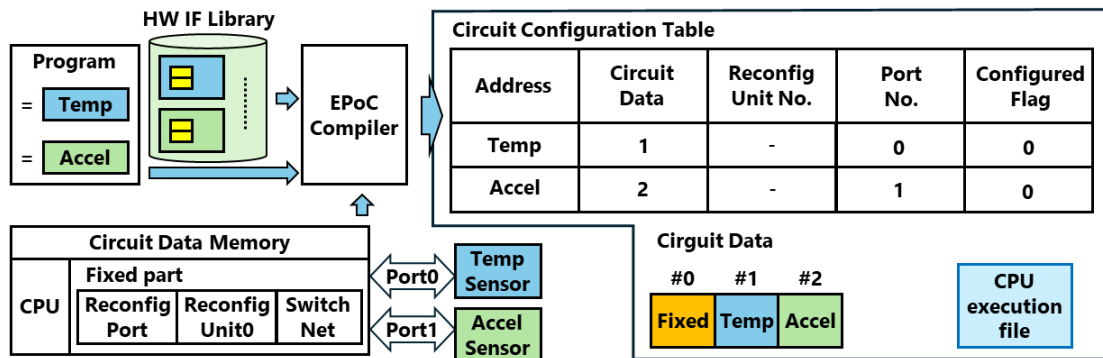 HW IF Library
Program
= Temp
= Accel
EPoC
Compiler
Circuit Configuration Table
Address
Circuit
Data
Reconfig
Unit No.
Port
No.
Configured
Flag
Temp 1 - 0 0
Accel 2 - 1 0
Circuit Data Memory
CPU
Fixed part
Reconfig
Port
Reconfig
Unit0
Switch
Net
Port0
Temp
Sensor
Port1
Accel
Sensor
Cirguit Data
#0 #1 #2
Fixed Temp Accel
CPU
execution
file